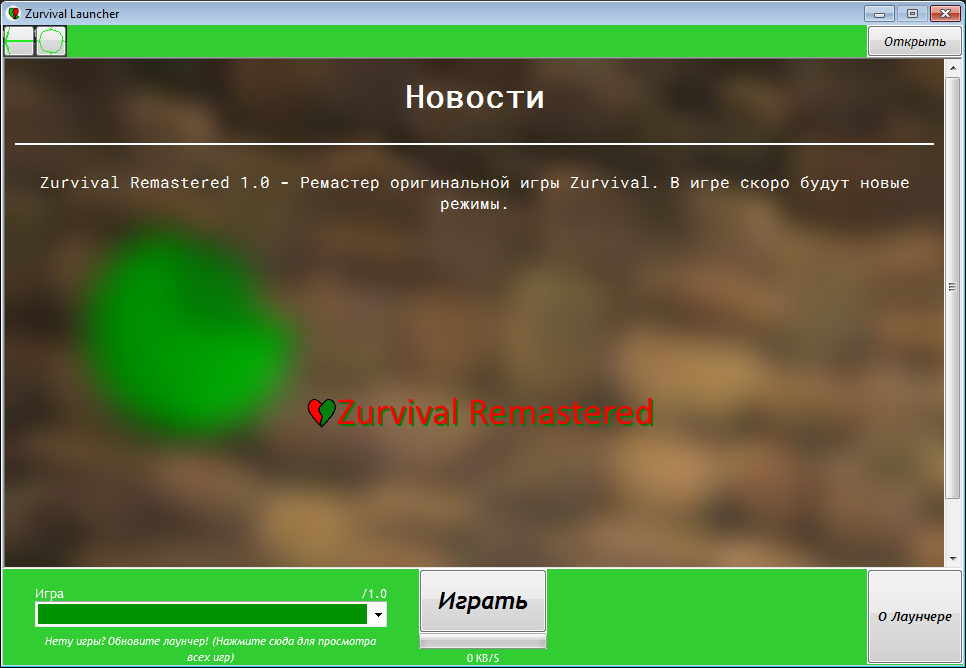 Zurvival Launcher
Открыть
Новости
Zurvival Remastered 1.0 - Ремастер оригинальной игры Zurvival. В игре скоро будут новые
режимы.
Zurvival Remastered
Игра
/1.0
Играть
О Лаунчере
Нету игры? Обновите лаунчер! (Нажмите сюда для просмотра
всех игр)
0 KB/S